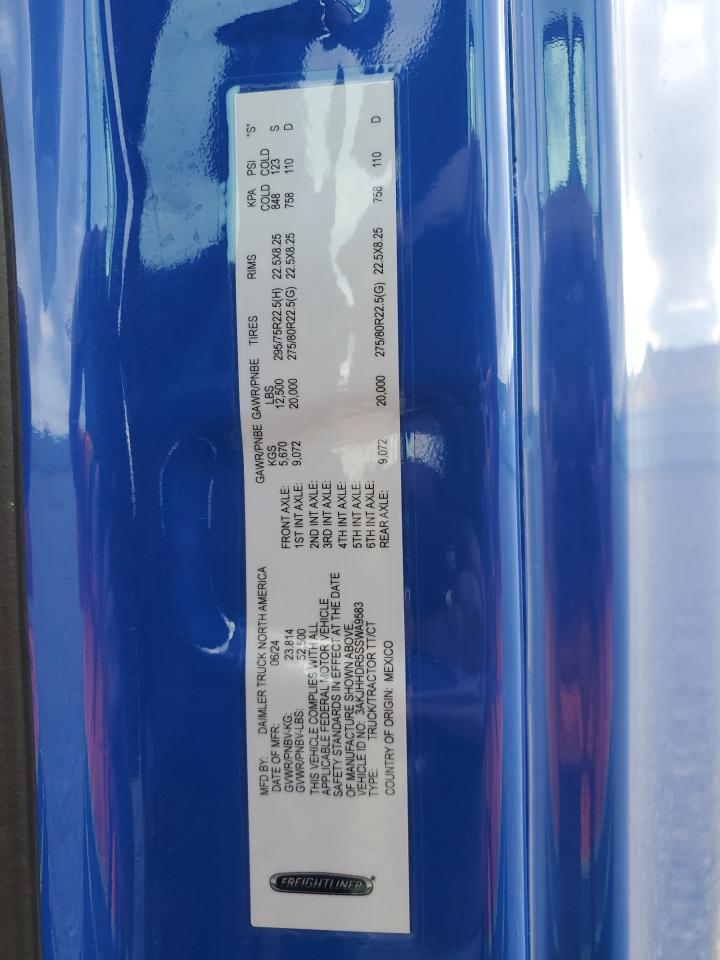 FREIGHTLINER
MFD BY: DAIMLER TRUCK NORTH AMERICA
DATE OF MFR: 06/24
GVWR/PNBV-KG: 23,814
GVWR/PNBV-LBS: 52,500
THIS VEHICLE COMPLIES WITH ALL
APPLICABLE FEDERAL MOTOR VEHICLE
SAFETY STANDARDS IN EFFECT AT THE DATE
OF MANUFACTURE SHOWN ABOVE.
VEHICLE ID NO: 3AKJHHDR5SSWA9583
TYPE: TRUCK/TRACTOR TT/CT
COUNTRY OF ORIGIN: MEXICO
GAWR/PNBE GAWR/PNBE TIRES RIMS KPA PSI "S"
KGS LBS COLD COLD
FRONT AXLE: 5,670 12,500 295/75R22.5(H) 22.5X8.25 848 123 S
1ST INT AXLE: 9,072 20,000 275/80R22.5(G) 22.5X8.25 758 110 D
2ND INT AXLE:
3RD INT AXLE:
4TH INT AXLE:
5TH INT AXLE:
6TH INT AXLE:
REAR AXLE: 9,072 20,000 275/80R22.5(G) 22.5X8.25 758 110 D